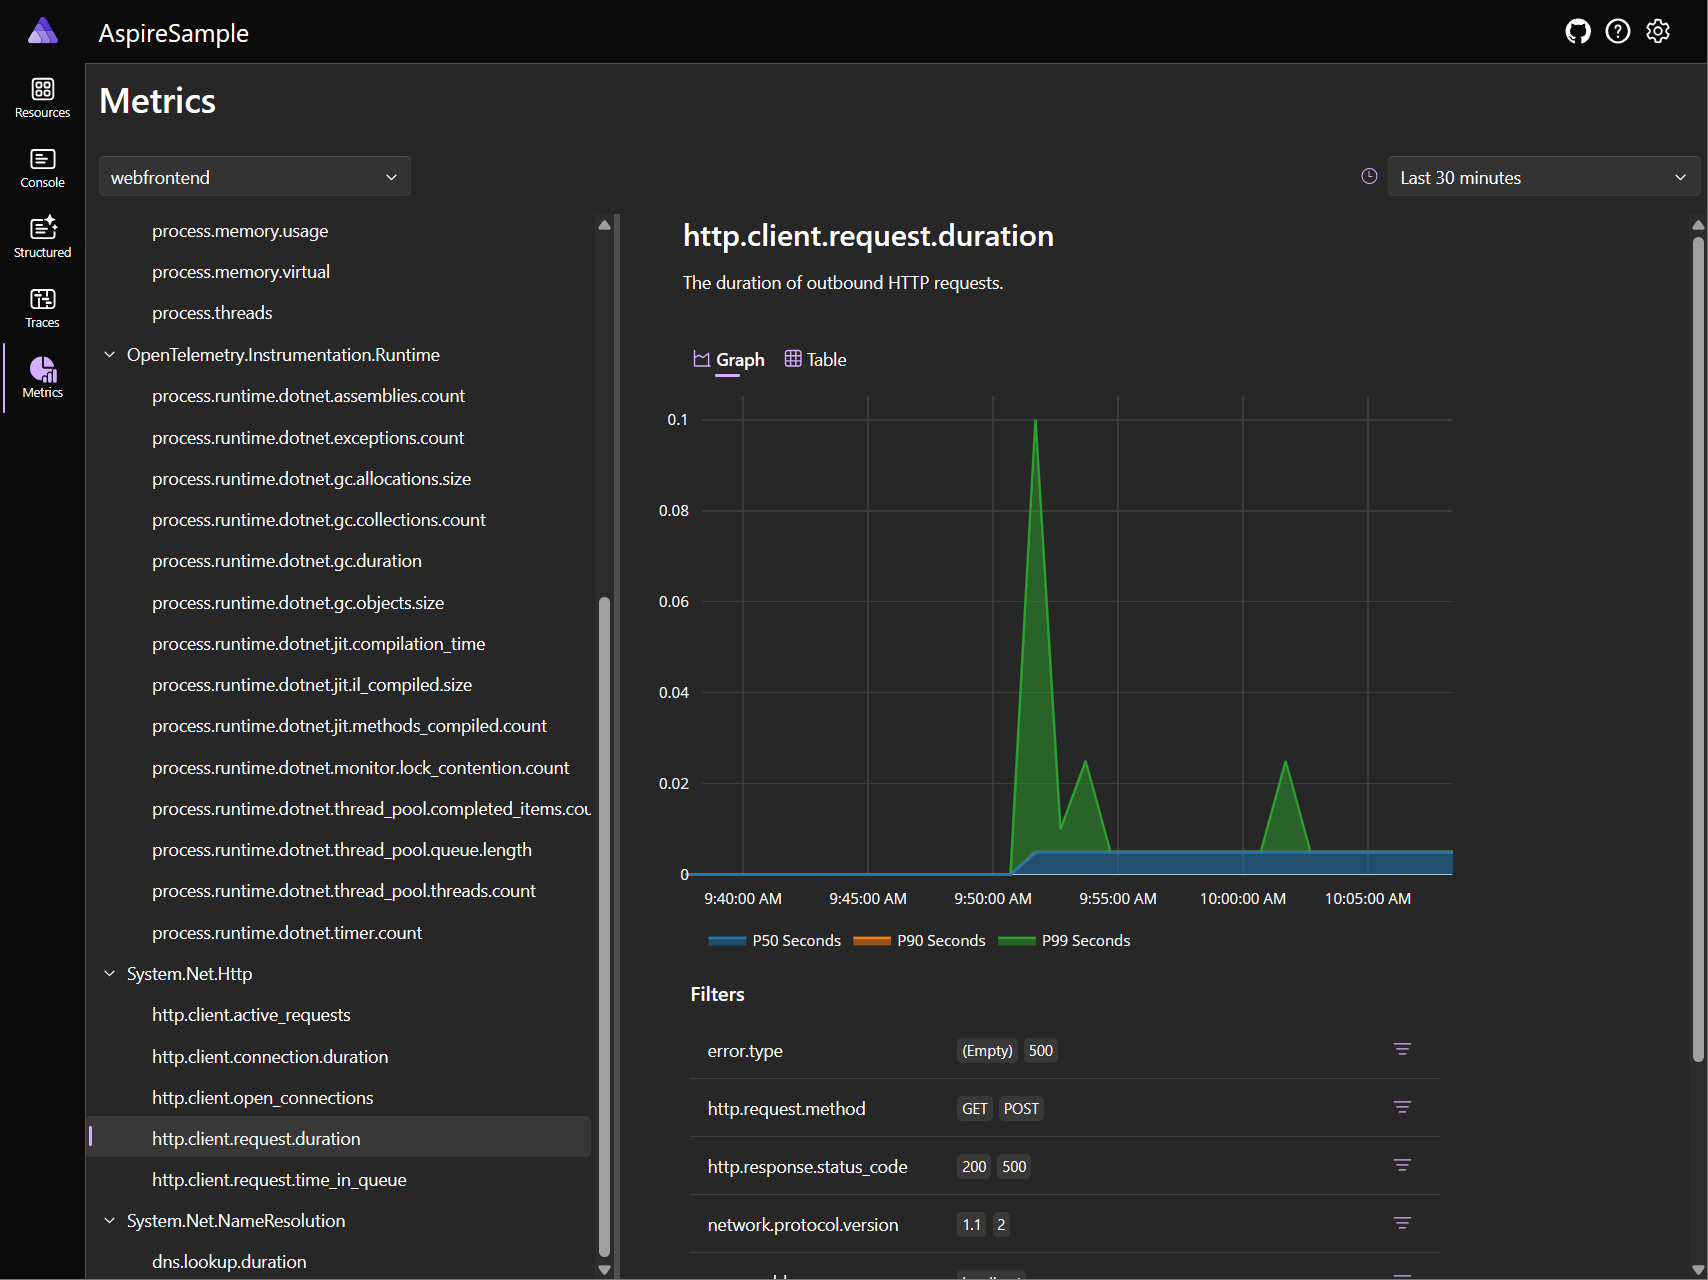 AspireSample
Resources
Console
Structured
Traces
Metrics
Metrics
webfrontend
Last 30 minutes
process.memory.usage
process.memory.virtual
process.threads
OpenTelemetry.Instrumentation.Runtime
process.runtime.dotnet.assemblies.count
process.runtime.dotnet.exceptions.count
process.runtime.dotnet.gc.allocations.size
process.runtime.dotnet.gc.collections.count
process.runtime.dotnet.gc.duration
process.runtime.dotnet.gc.objects.size
process.runtime.dotnet.jit.compilation_time
process.runtime.dotnet.jit.il_compiled.size
process.runtime.dotnet.jit.methods_compiled.count
process.runtime.dotnet.monitor.lock_contention.count
process.runtime.dotnet.thread_pool.completed_items.cou
process.runtime.dotnet.thread_pool.queue.length
process.runtime.dotnet.thread_pool.threads.count
process.runtime.dotnet.timer.count
System.Net.Http
http.client.active_requests
http.client.connection.duration
http.client.open_connections
http.client.request.duration
http.client.request.time_in_queue
System.Net.NameResolution
dns.lookup.duration
http.client.request.duration
The duration of outbound HTTP requests.
Graph Table
0.1
0.08
0.06
0.04
0.02
0
9:40:00 AM 9:45:00 AM 9:50:00 AM 9:55:00 AM 10:00:00 AM 10:05:00 AM
P50 Seconds P90 Seconds P99 Seconds
Filters
error.type (Empty) 500
http.request.method GET POST
http.response.status_code 200 500
network.protocol.version 1.1 2